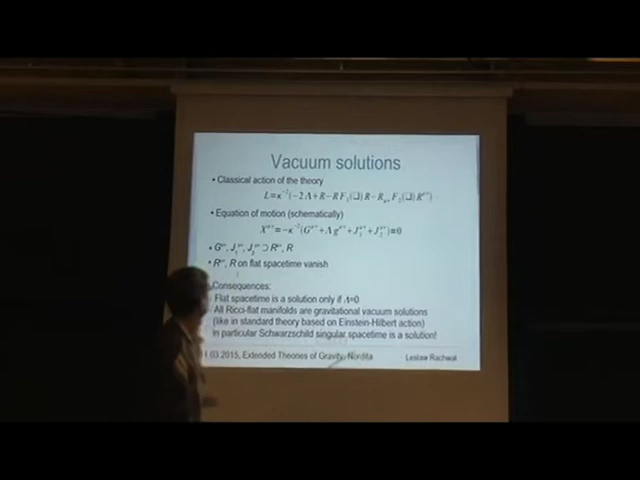 Vacuum solutions
• Classical action of the theory
L=κ⁻²(−2Λ+R−R F₁(□)R−R_μν F₂(□)R^μν)
• Equation of motion (schematically)
X^μν≡−κ⁻²(G^μν+Λg^μν+J₁^μν+J₂^μν)=0
• G^μν, J₁^μν, J₂^μν ⊃ R^μν, R
• R^μν, R on flat spacetime vanish
Consequences:
Flat spacetime is a solution only if Λ=0
All Ricci-flat manifolds are gravitational vacuum solutions
(like in standard theory based on Einstein-Hilbert action)
in particular Schwarzschild singular spacetime is a solution!
03.2015, Extended Theories of Gravity, Nordita
Lesław Rachwał